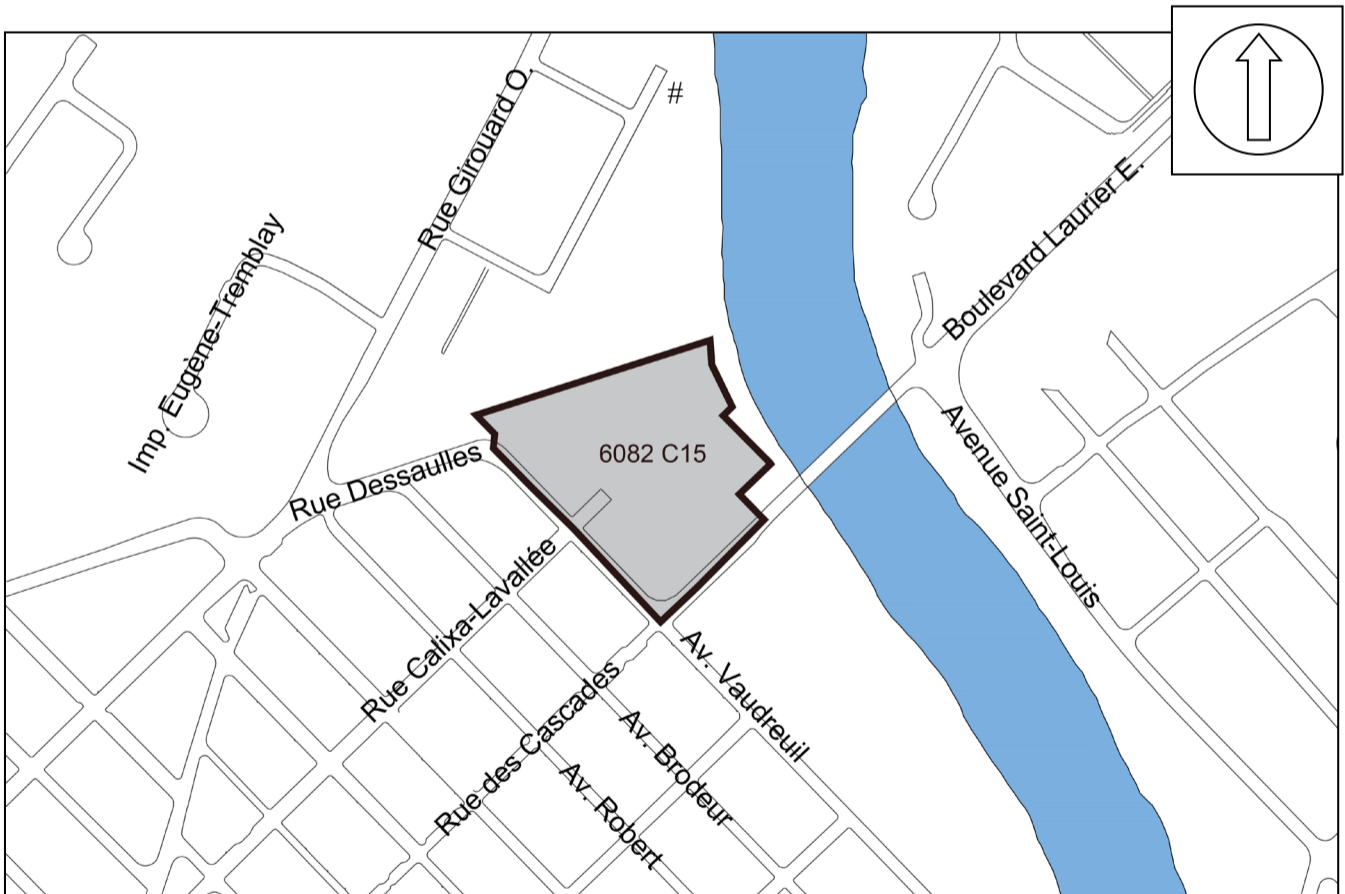 Rue Girouard O.
#
Boulevard Laurier E.
Imp. Eugène-Tremblay
6082 C15
Rue Dessaulles
Avenue Saint-Louis
Rue Calixa-Lavallée
Rue des Cascades
Av. Vaudreuil
Av. Brodeur
Av. Robert